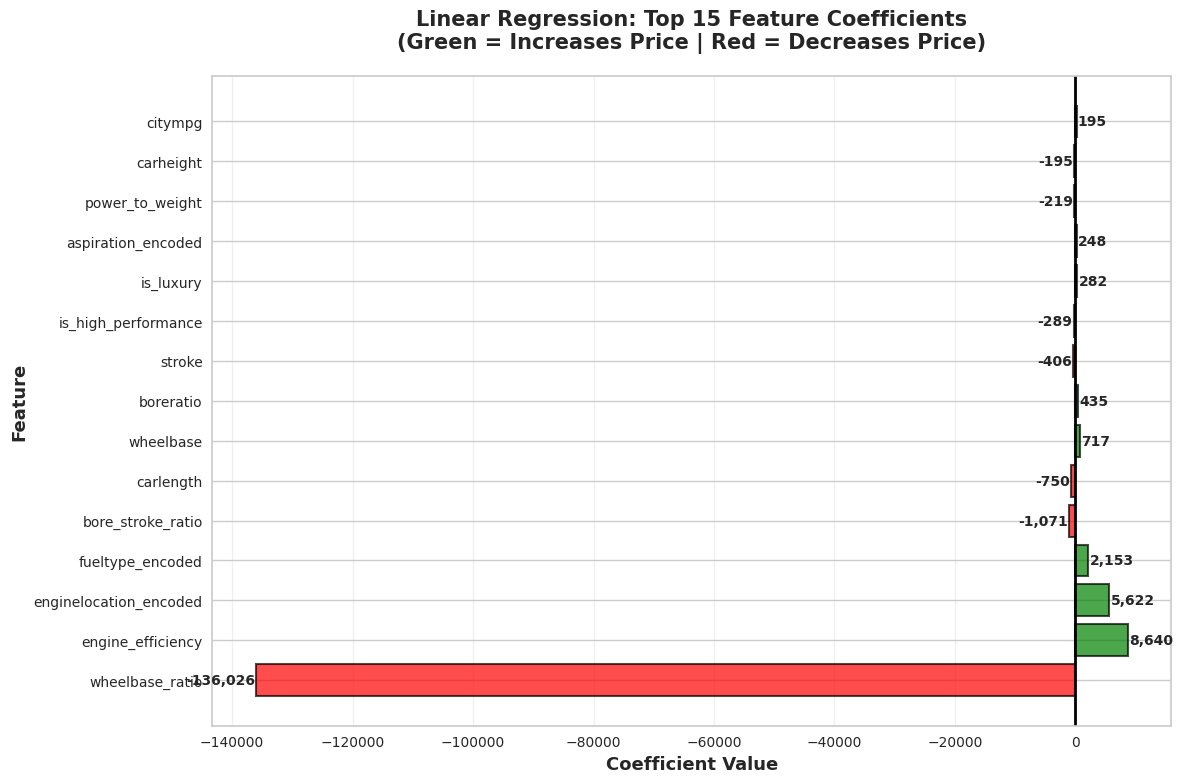 Linear Regression: Top 15 Feature Coefficients
(Green = Increases Price | Red = Decreases Price)
Feature
citympg 195
carheight -195
power_to_weight -219
aspiration_encoded 248
is_luxury 282
is_high_performance -289
stroke -406
boreratio 435
wheelbase 717
carlength -750
bore_stroke_ratio -1,071
fueltype_encoded 2,153
enginelocation_encoded 5,622
engine_efficiency 8,640
wheelbase_ratio -136,026
−140000 −120000 −100000 −80000 −60000 −40000 −20000 0
Coefficient Value